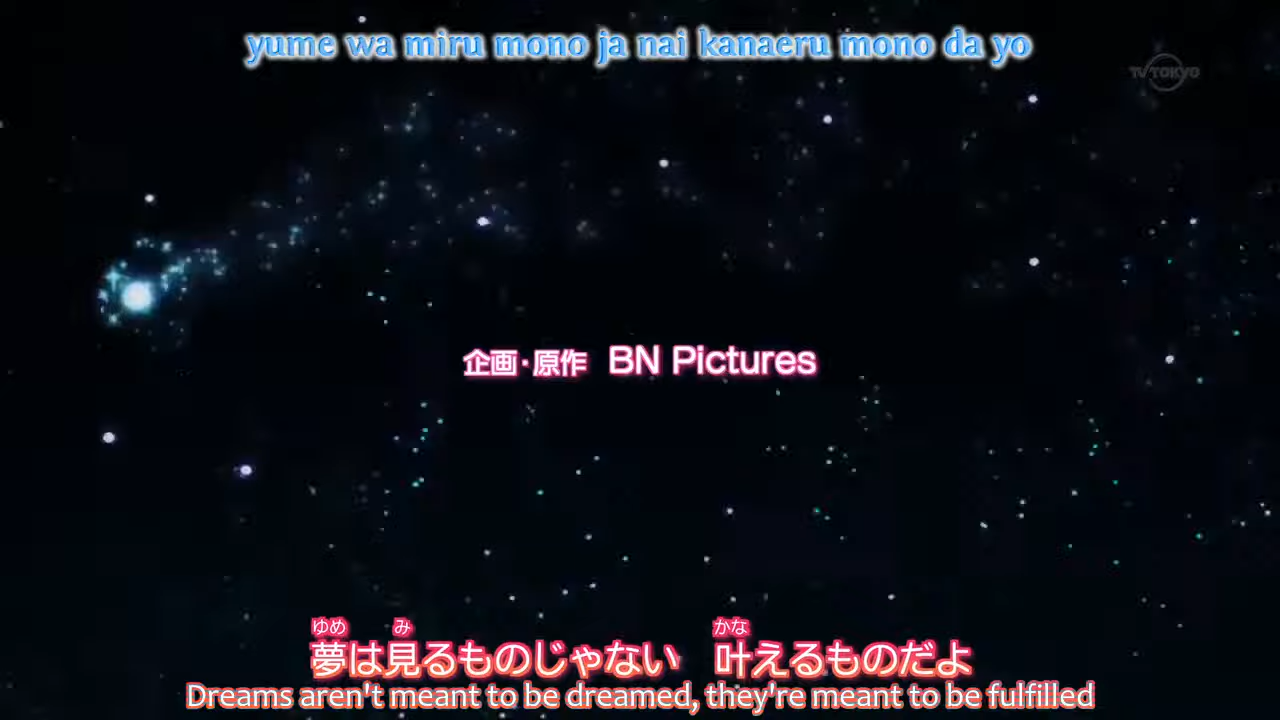 yume wa miru mono ja nai kanaeru mono da yo
TV TOKYO
企画・原作 BN Pictures
ゆめ み かな
夢は見るものじゃない 叶えるものだよ
Dreams aren't meant to be dreamed, they're meant to be fulfilled